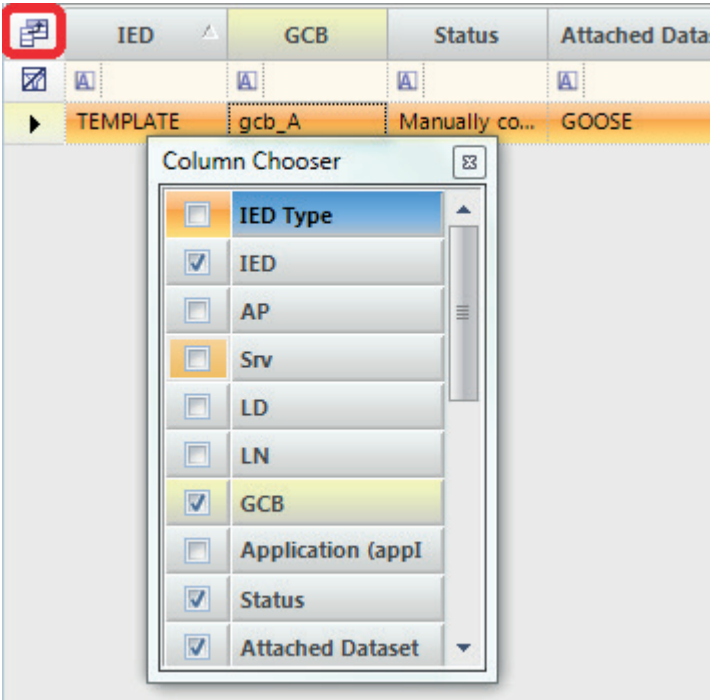 IED GCB Status Attached Datas
A A A A
TEMPLATE gcb_A Manually co... GOOSE
Column Chooser
IED Type
IED
AP
Srv
LD
LN
GCB
Application (appI
Status
Attached Dataset